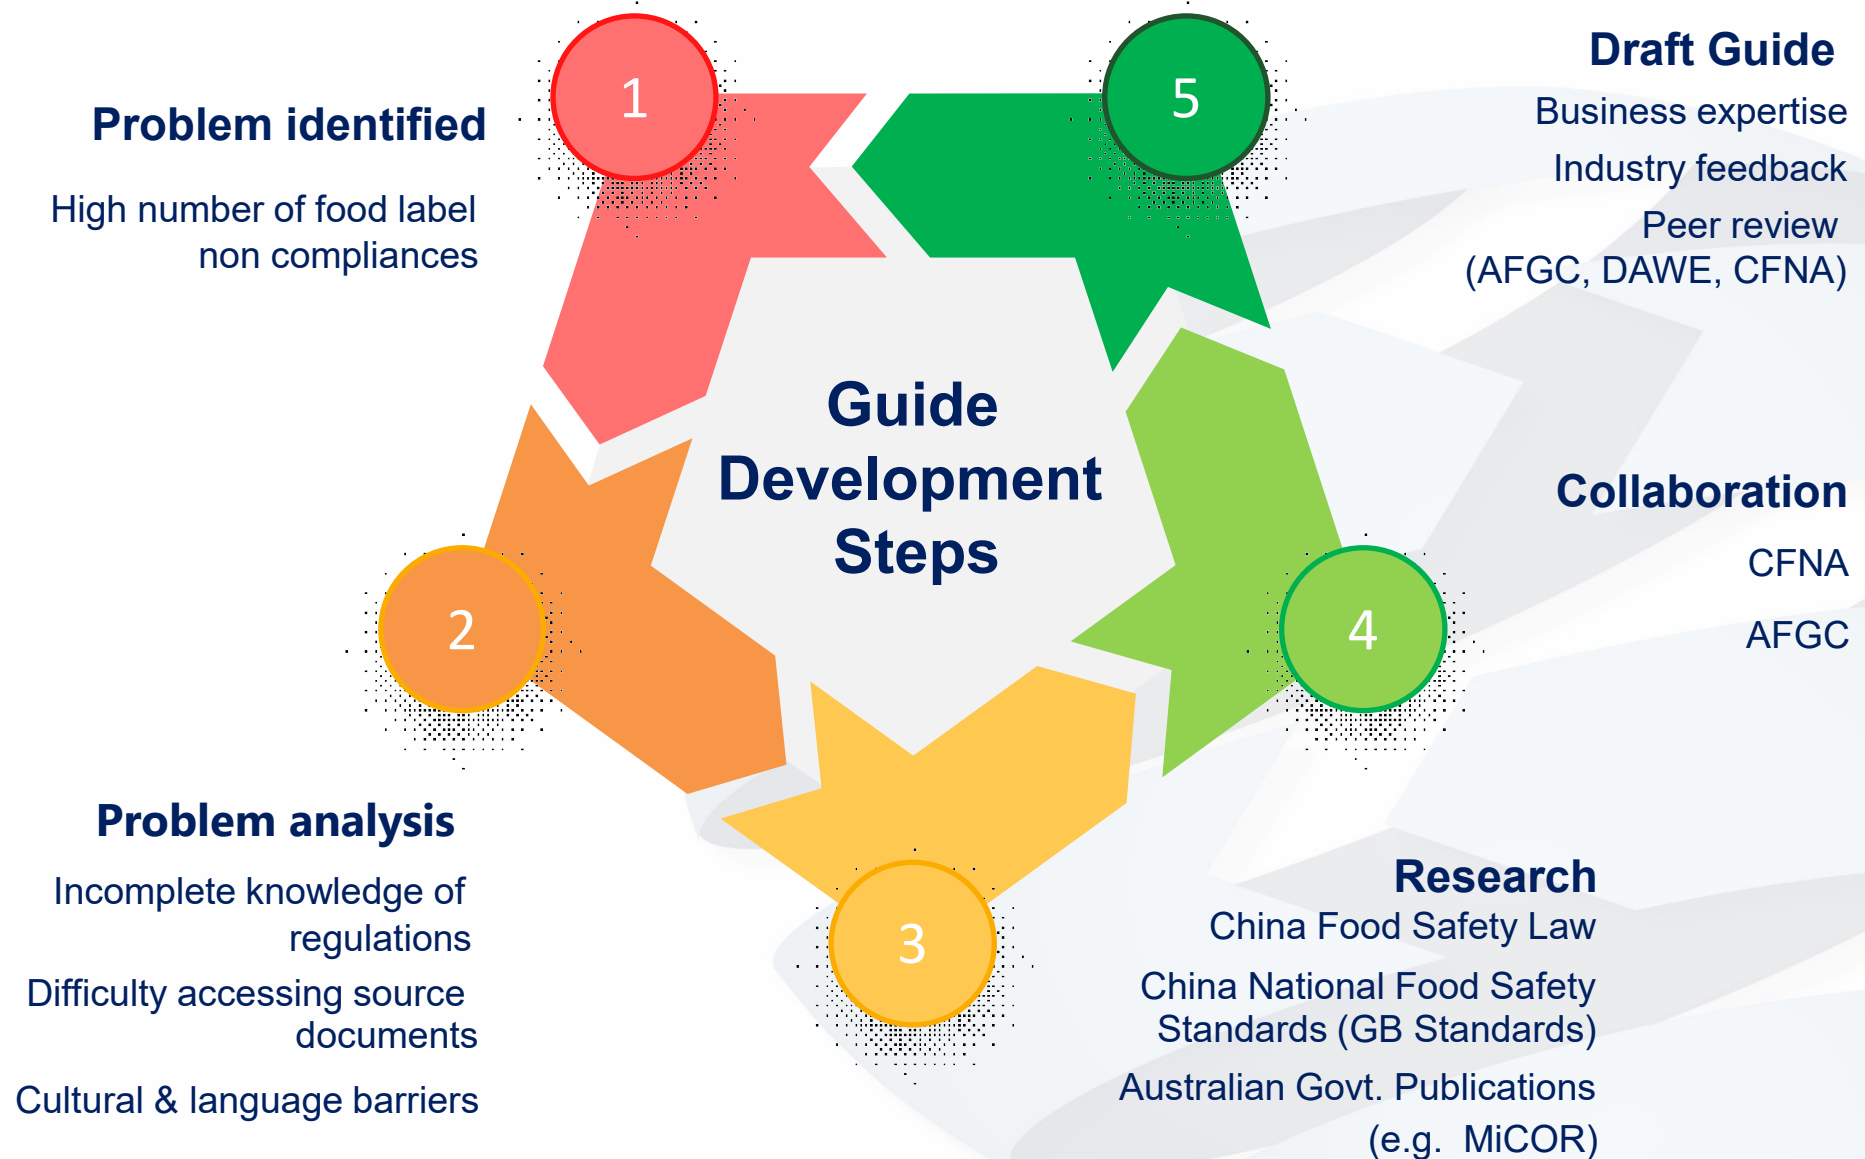 1
Problem identified
High number of food label
non compliances
2
Problem analysis
Incomplete knowledge of
regulations
Difficulty accessing source
documents
Cultural & language barriers
Guide
Development
Steps
3
Research
China Food Safety Law
China National Food Safety
Standards (GB Standards)
Australian Govt. Publications
(e.g. MiCOR)
4
Collaboration
CFNA
AFGC
5
Draft Guide
Business expertise
Industry feedback
Peer review
(AFGC, DAWE, CFNA)